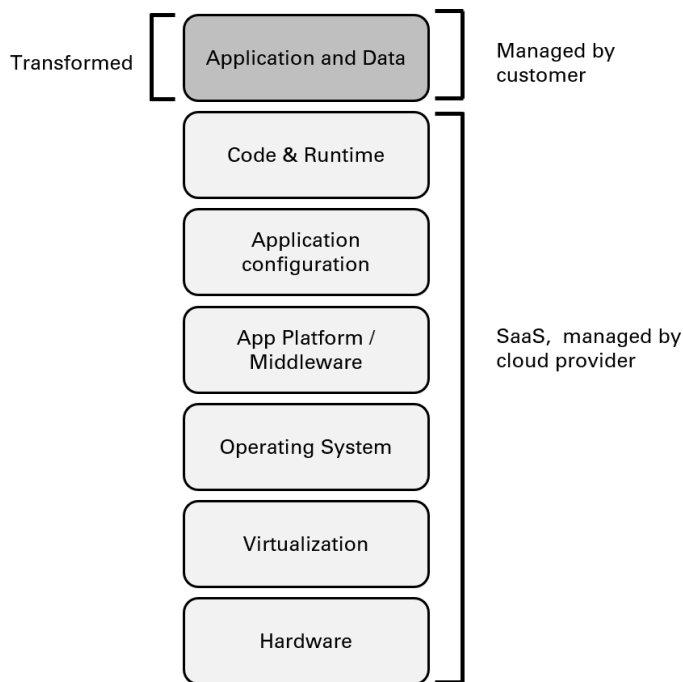 Transformed
Application and Data
Managed by
customer
Code & Runtime
Application
configuration
App Platform /
Middleware
SaaS,  managed by
cloud provider
Operating System
Virtualization
Hardware